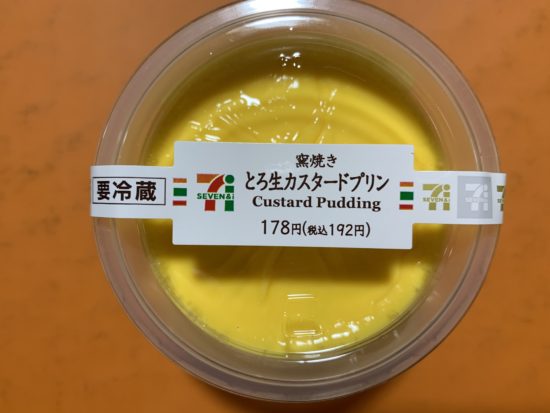 要冷蔵
SEVEN&i
窯焼き
とろ生カスタードプリン
Custard Pudding
178円(税込192円)